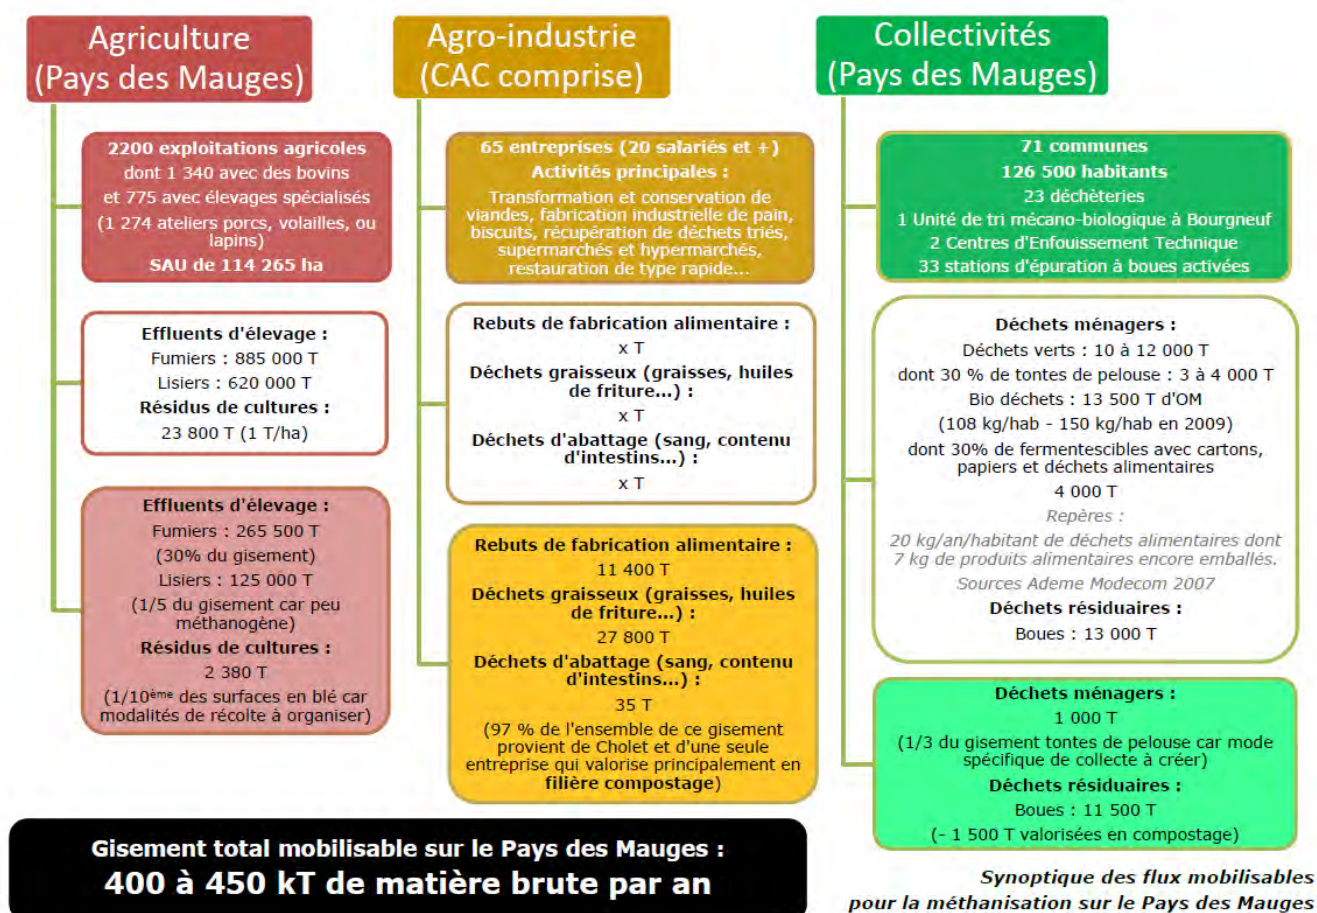 Agriculture
(Pays des Mauges)
2200 exploitations agricoles
dont 1 340 avec des bovins
et 775 avec élevages spécialisés
(1 274 ateliers porcs, volailles, ou
lapins)
SAU de 114 265 ha
Effluents d'élevage :
Fumiers : 885 000 T
Lisiers : 620 000 T
Résidus de cultures :
23 800 T (1 T/ha)
Effluents d'élevage :
Fumiers : 265 500 T
(30% du gisement)
Lisiers : 125 000 T
(1/5 du gisement car peu
méthanogène)
Résidus de cultures :
2 380 T
(1/10ème des surfaces en blé car
modalités de récolte à organiser)
Agro-industrie
(CAC comprise)
65 entreprises (20 salariés et +)
Activités principales :
Transformation et conservation de
viandes, fabrication industrielle de pain,
biscuits, récupération de déchets triés,
supermarchés et hypermarchés,
restauration de type rapide...
Rebuts de fabrication alimentaire :
x T
Déchets graisseux (graisses, huiles
de friture...) :
x T
Déchets d'abattage (sang, contenu
d'intestins...) :
x T
Rebuts de fabrication alimentaire :
11 400 T
Déchets graisseux (graisses, huiles
de friture...) :
27 800 T
Déchets d'abattage (sang, contenu
d'intestins...) :
35 T
(97 % de l'ensemble de ce gisement
provient de Cholet et d'une seule
entreprise qui valorise principalement en
filière compostage)
Collectivités
(Pays des Mauges)
71 communes
126 500 habitants
23 déchèteries
1 Unité de tri mécano-biologique à Bourgneuf
2 Centres d'Enfouissement Technique
33 stations d'épuration à boues activées
Déchets ménagers :
Déchets verts : 10 à 12 000 T
dont 30 % de tontes de pelouse : 3 à 4 000 T
Bio déchets : 13 500 T d'OM
(108 kg/hab - 150 kg/hab en 2009)
dont 30% de fermentescibles avec cartons,
papiers et déchets alimentaires
4 000 T
Repères :
20 kg/an/habitant de déchets alimentaires dont
7 kg de produits alimentaires encore emballés.
Sources Ademe Modecom 2007
Déchets résiduaires :
Boues : 13 000 T
Déchets ménagers :
1 000 T
(1/3 du gisement tontes de pelouse car mode
spécifique de collecte à créer)
Déchets résiduaires :
Boues : 11 500 T
(- 1 500 T valorisées en compostage)
Gisement total mobilisable sur le Pays des Mauges :
400 à 450 kT de matière brute par an
Synoptique des flux mobilisables
pour la méthanisation sur le Pays des Mauges